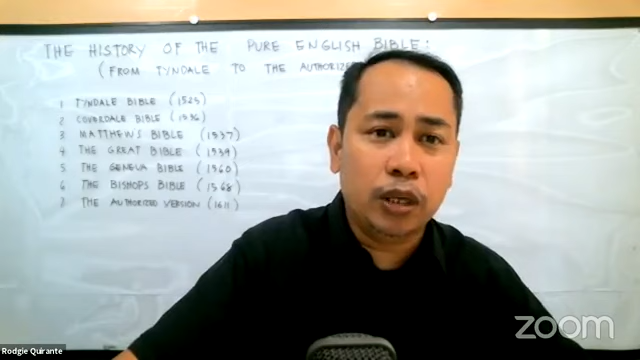 THE HISTORY OF THE PURE ENGLISH BIBLE:
(FROM TYNDALE TO THE AUTHORIZE
1 TYNDALE BIBLE (1525)
2 COVERDALE BIBLE (1536)
3 MATTHEW'S BIBLE (1537)
4 THE GREAT BIBLE (1539)
5 THE GENEVA BIBLE (1560)
6 THE BISHOPS BIBLE (1568)
7 THE AUTHORIZED VERSION (1611)
Rodgie Quirante
zoom